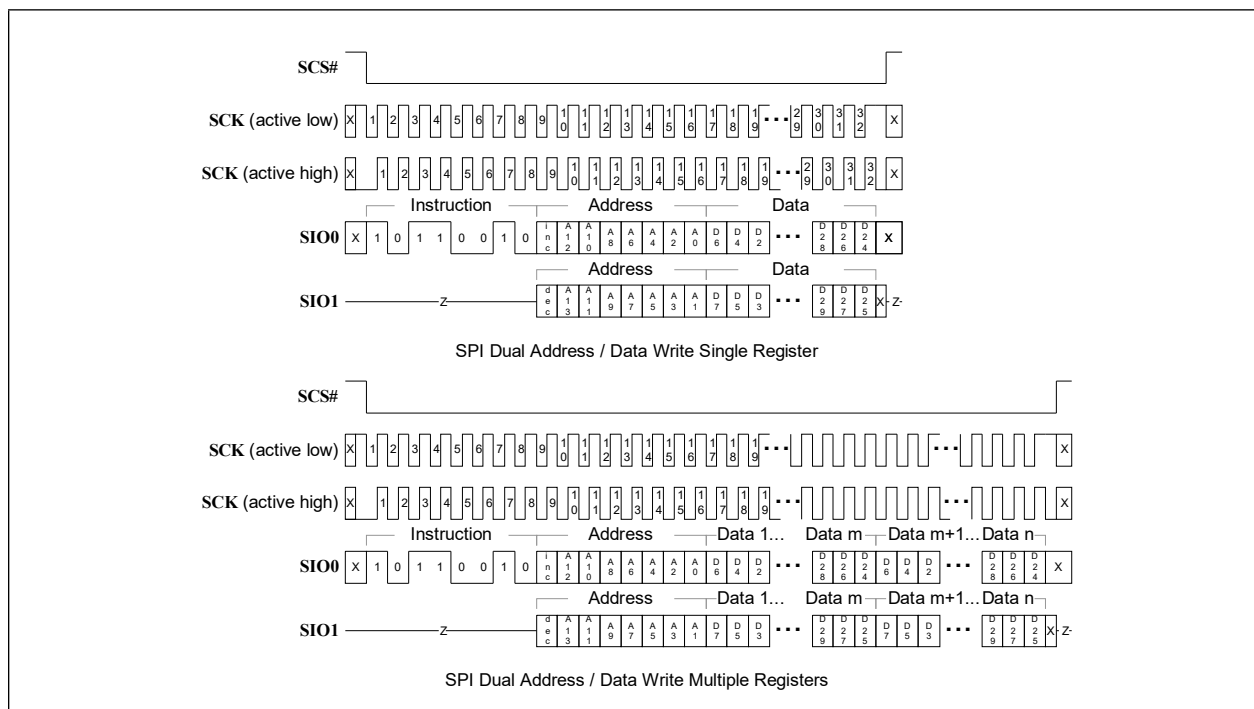 SCS#
SCK (active low) X 1 2 3 4 5 6 7 8 9 10 11 12 13 14 15 16 17 18 19 ... 29 30 31 32 X
SCK (active high) X 1 2 3 4 5 6 7 8 9 10 11 12 13 14 15 16 17 18 19 ... 29 30 31 32 X
Instruction Address Data
SIO0 X 1 0 1 1 0 0 1 0 inc A12 A10 A8 A6 A4 A2 A0 D6 D4 D2 ... D28 D26 D24 X
Address Data
SIO1 Z dec A13 A11 A9 A7 A5 A3 A1 D7 D5 D3 ... D29 D27 D25 X Z
SPI Dual Address / Data Write Single Register
SCS#
SCK (active low) X 1 2 3 4 5 6 7 8 9 10 11 12 13 14 15 16 17 18 19 ... ... X
SCK (active high) X 1 2 3 4 5 6 7 8 9 10 11 12 13 14 15 16 17 18 19 ... ... X
Instruction Address Data 1... Data m Data m+1... Data n
SIO0 X 1 0 1 1 0 0 1 0 inc A12 A10 A8 A6 A4 A2 A0 D6 D4 D2 ... D28 D26 D24 D6 D4 D2 ... D28 D26 D24 X
Address Data 1... Data m Data m+1... Data n
SIO1 Z dec A13 A11 A9 A7 A5 A3 A1 D7 D5 D3 ... D29 D27 D25 D7 D5 D3 ... D29 D27 D25 X Z
SPI Dual Address / Data Write Multiple Registers